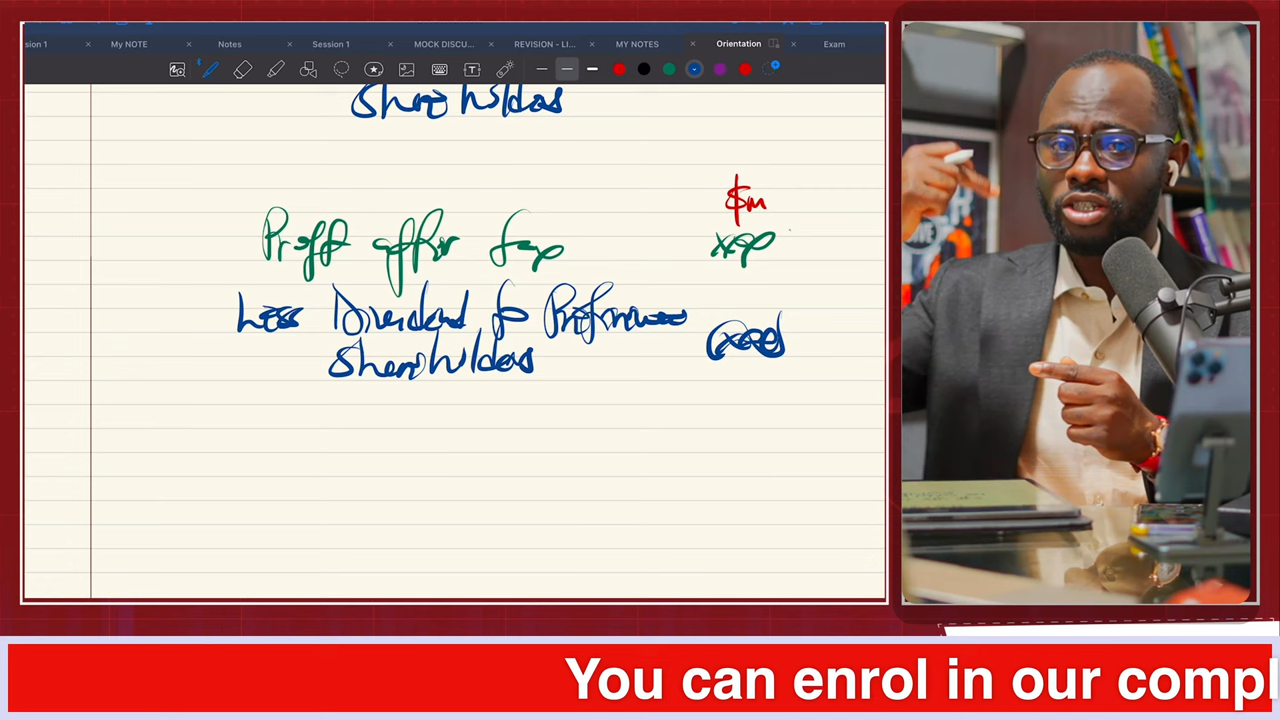 sion 1 My NOTE Notes Session 1 MOCK DISCU... REVISION - LI... MY NOTES Orientation Exam
Shareholders
$m
Profit after tax xxx
Less Dividend to Preference
Shareholders (xxx)
You can enrol in our compl